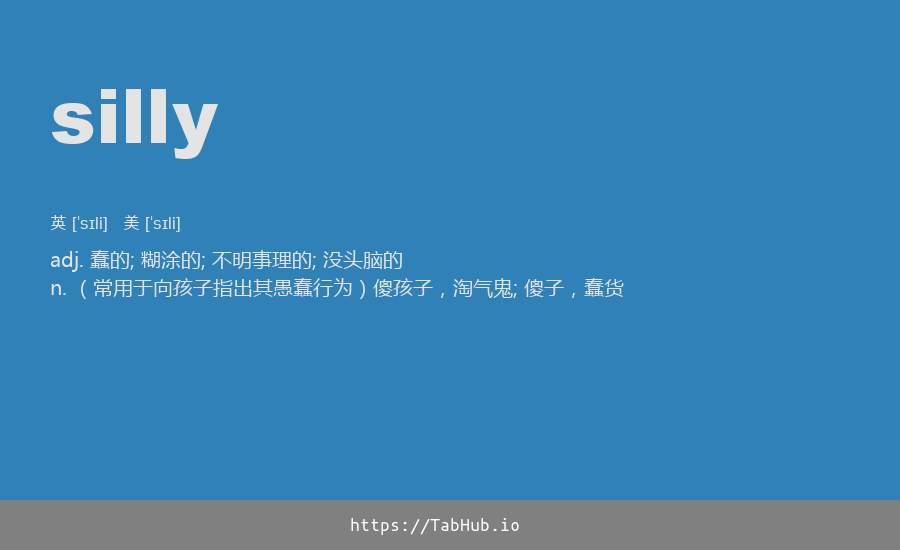 silly
英 [ˈsɪli] 美 [ˈsɪli]
adj. 蠢的; 糊涂的; 不明事理的; 没头脑的
n. （常用于向孩子指出其愚蠢行为）傻孩子，淘气鬼; 傻子，蠢货
https://TabHub.io